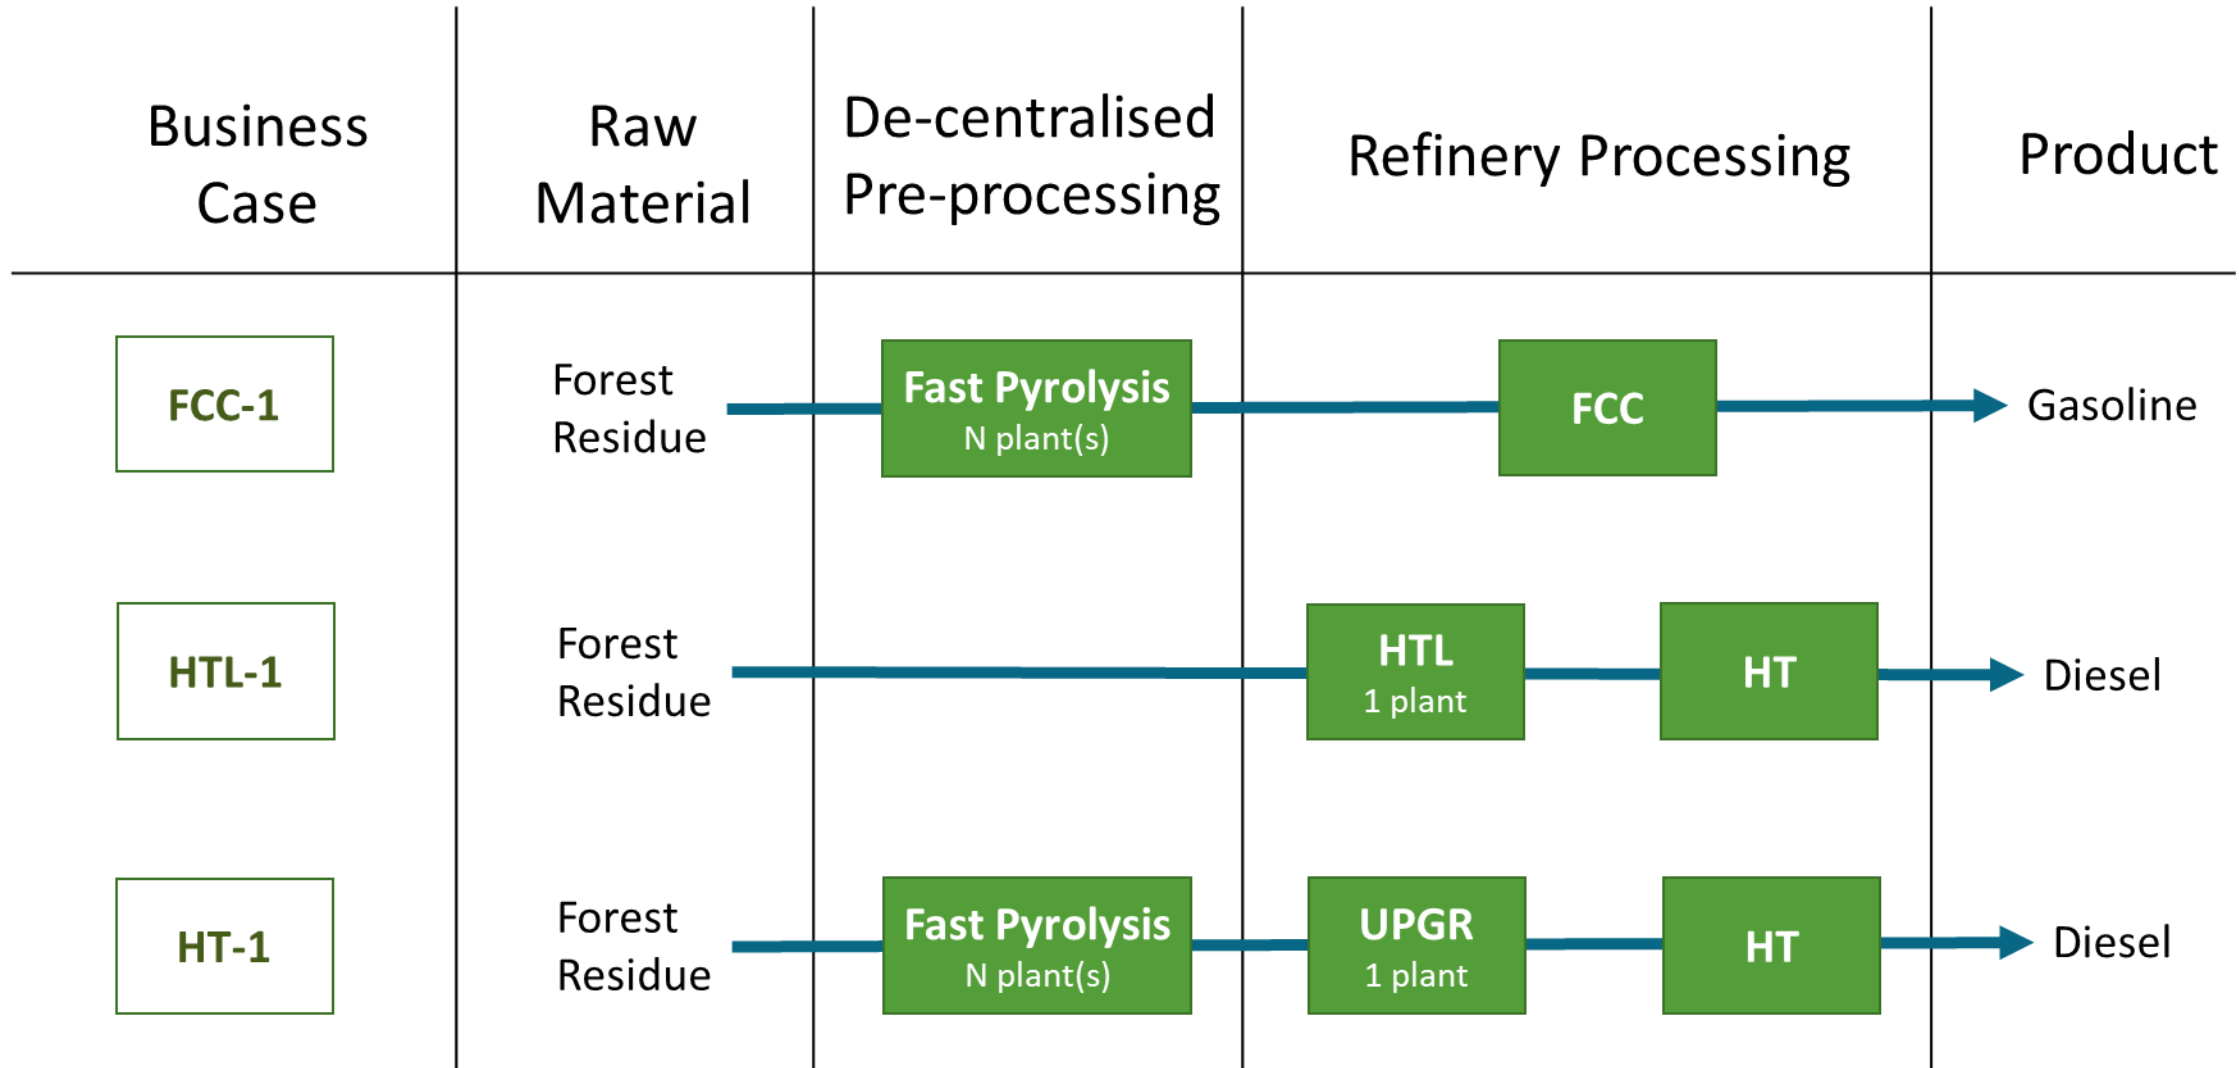 Business
Case
Raw
Material
De-centralised
Pre-processing
Refinery Processing
Product
FCC-1
Forest
Residue
Fast Pyrolysis
N plant(s)
FCC
Gasoline
HTL-1
Forest
Residue
HTL
1 plant
HT
Diesel
HT-1
Forest
Residue
Fast Pyrolysis
N plant(s)
UPGR
1 plant
HT
Diesel